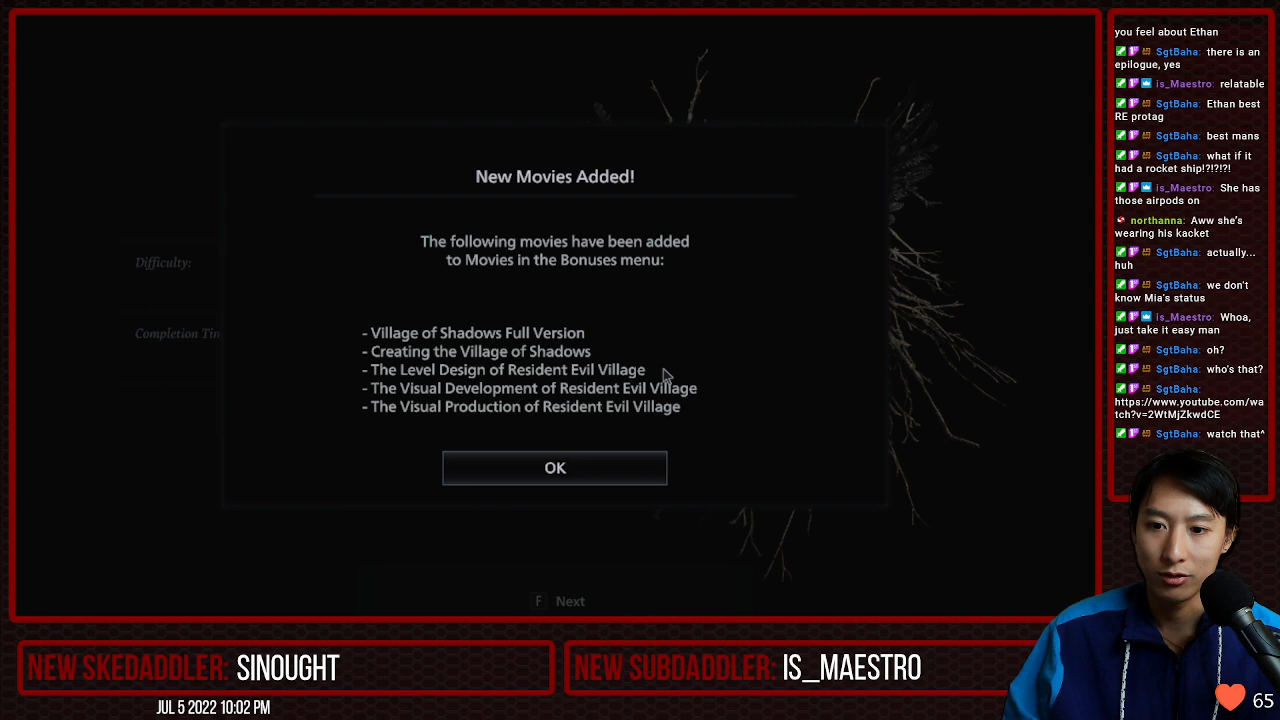 New Movies Added!
The following movies have been added
to Movies in the Bonuses menu:
Difficulty:
Completion Tim
- Village of Shadows Full Version
- Creating the Village of Shadows
- The Level Design of Resident Evil Village
- The Visual Development of Resident Evil Village
- The Visual Production of Resident Evil Village
OK
F Next
you feel about Ethan
SgtBaha: there is an
epilogue, yes
is_Maestro: relatable
SgtBaha: Ethan best
RE protag
SgtBaha: best mans
SgtBaha: what if it
had a rocket ship!?!?!?!
is_Maestro: She has
those airpods on
northanna: Aww she's
wearing his kacket
SgtBaha: actually...
huh
SgtBaha: we don't
know Mia's status
is_Maestro: Whoa,
just take it easy man
SgtBaha: oh?
SgtBaha: who's that?
SgtBaha:
https://www.youtube.com/wa
tch?v=2WtMjZkwdCE
SgtBaha: watch that^
NEW SKEDADDLER: SINOUGHT
NEW SUBDADDLER: IS_MAESTRO
JUL 5 2022 10:02 PM
65